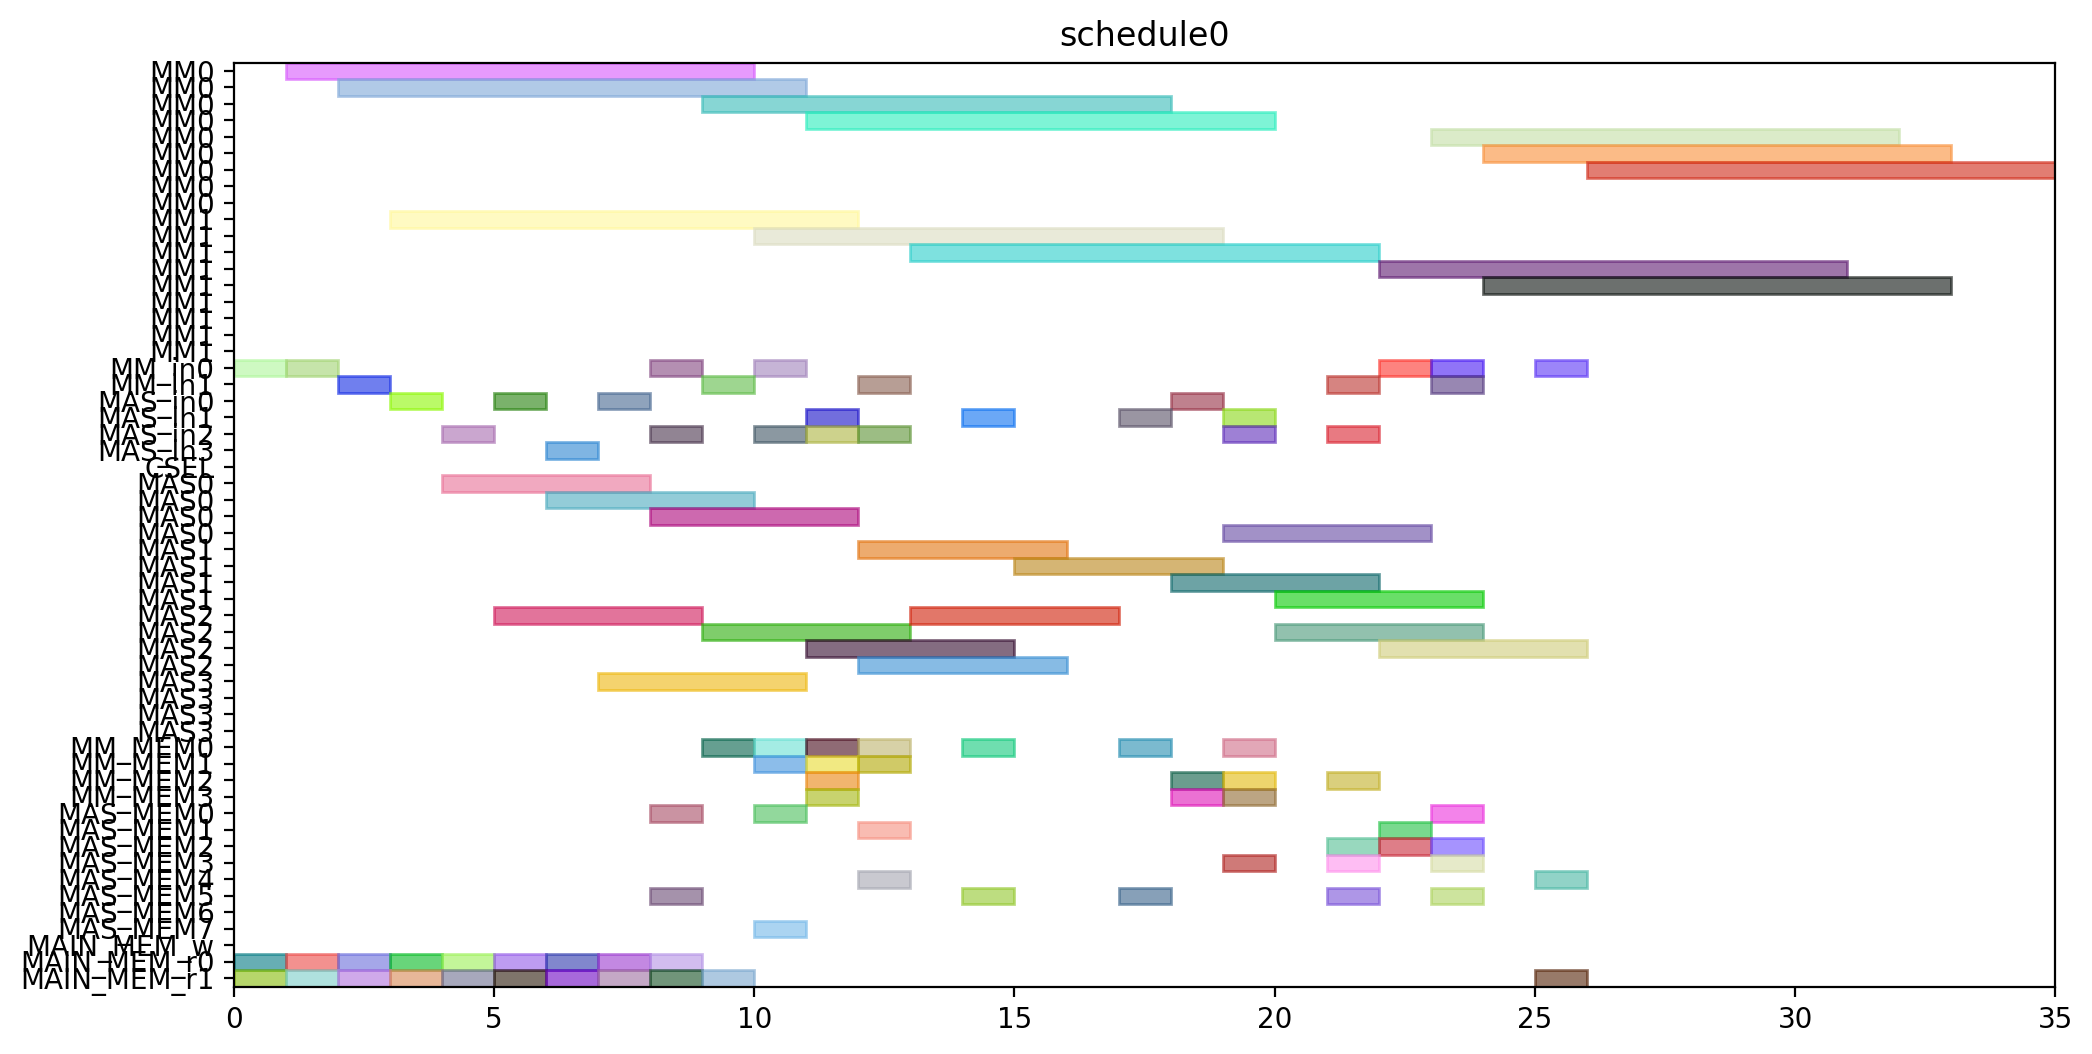 schedule0
MM0
MM0
MM0
MM0
MM0
MM0
MM0
MM0
MM0
MM1
MM1
MM1
MM1
MM1
MM1
MM1
MM1
MM1
MM_in0
MM_in1
MAS_in0
MAS_in1
MAS_in2
MAS_in3
CSEL
MAS0
MAS0
MAS0
MAS0
MAS1
MAS1
MAS1
MAS1
MAS2
MAS2
MAS2
MAS2
MAS3
MAS3
MAS3
MAS3
MM_MEM0
MM_MEM1
MM_MEM2
MM_MEM3
MAS_MEM0
MAS_MEM1
MAS_MEM2
MAS_MEM3
MAS_MEM4
MAS_MEM5
MAS_MEM6
MAS_MEM7
MAIN_MEM_w
MAIN_MEM_r0
MAIN_MEM_r1
0 5 10 15 20 25 30 35